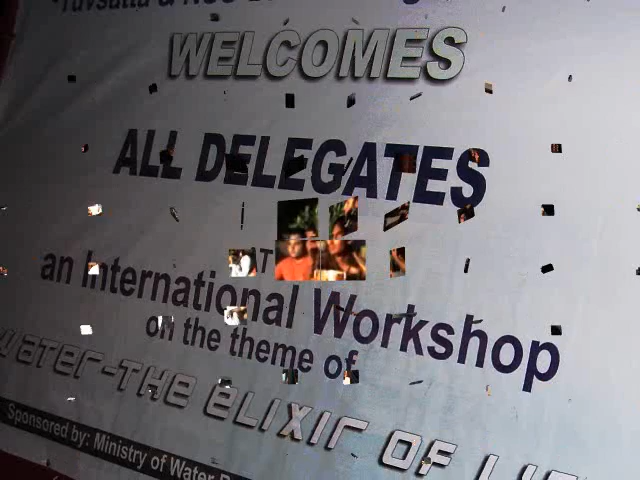 WELCOMES
ALL DELEGATES
AT
an International Workshop
on the theme of
WATER-THE ELIXIR OF
Sponsored by: Ministry of Water